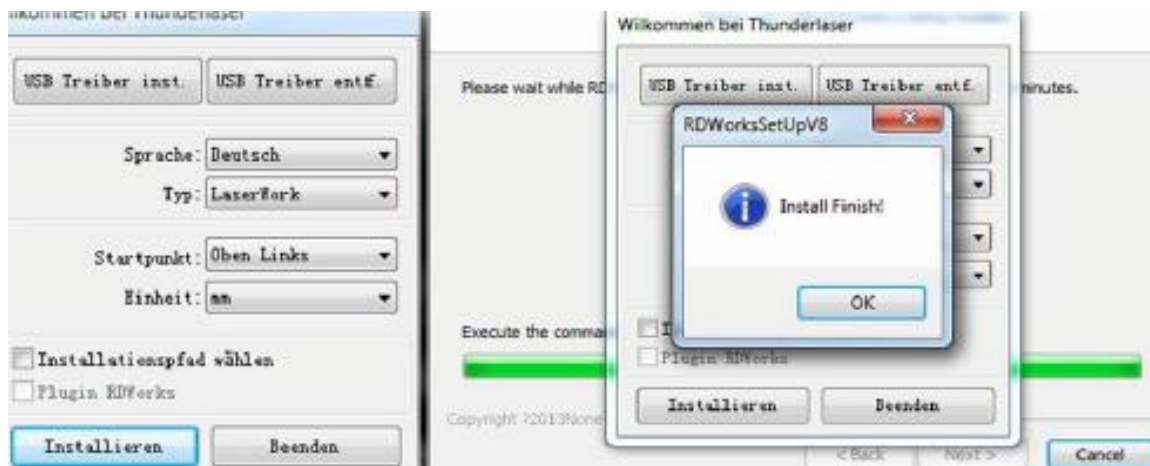 Wilkommen bei Thunderlaser
USB Treiber inst. USB Treiber entf.
Sprache: Deutsch
Typ: LaserWork
Startpunkt: Oben Links
Einheit: mm
Installationspfad wählen
Plugin RDWorks
Installieren Beenden
Please wait while RD
minutes.
Execute the comma
Copyright ?2013None
< Back Next > Cancel
Wilkommen bei Thunderlaser
USB Treiber inst. USB Treiber entf.
RDWorksSetUpV8
Install Finish!
OK
I
Plugin RDWorks
Installieren Beenden